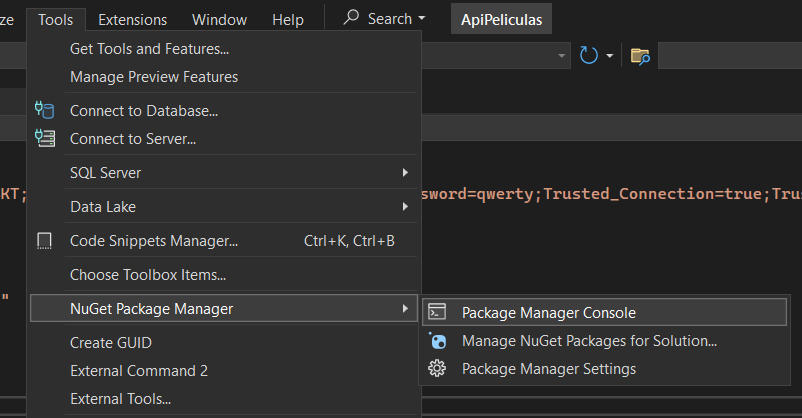 ze Tools Extensions Window Help Search ApiPeliculas
Get Tools and Features...
Manage Preview Features
Connect to Database...
Connect to Server...
SQL Server
KT; sword=qwerty;Trusted_Connection=true;Trus
Data Lake
Code Snippets Manager... Ctrl+K, Ctrl+B
Choose Toolbox Items...
" NuGet Package Manager Package Manager Console
Create GUID Manage NuGet Packages for Solution...
External Command 2 Package Manager Settings
External Tools...